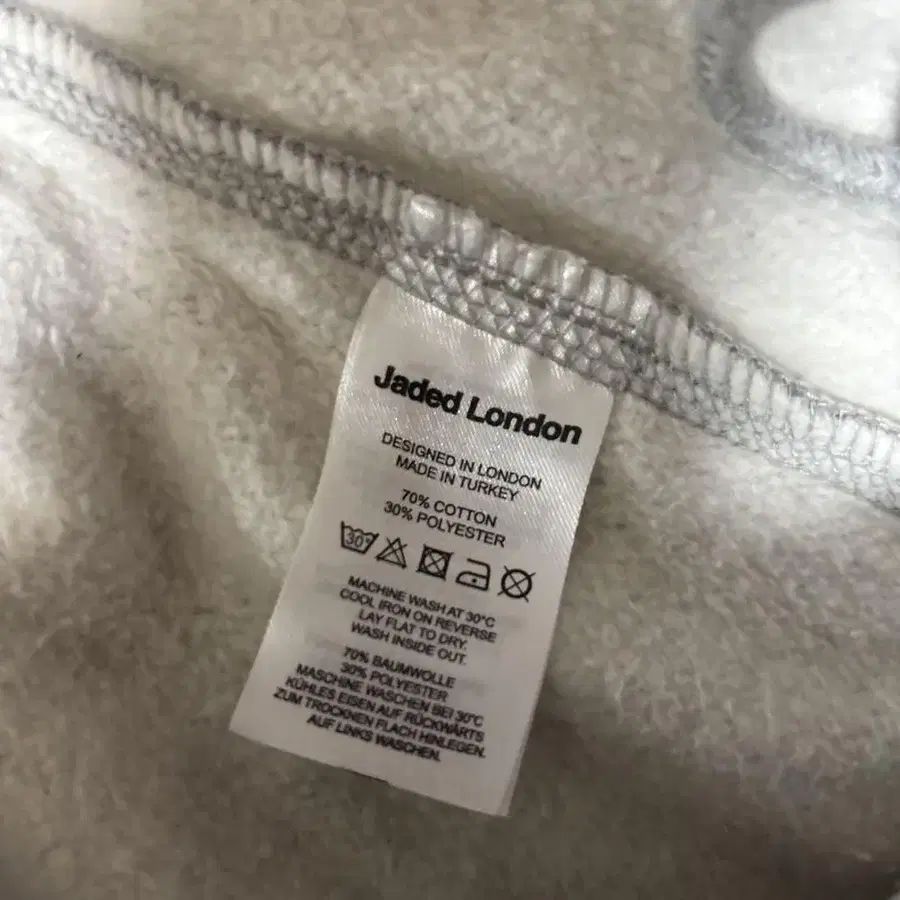 Jaded London
DESIGNED IN LONDON
MADE IN TURKEY
70% COTTON
30% POLYESTER
30°
MACHINE WASH AT 30°C
COOL IRON ON REVERSE
LAY FLAT TO DRY.
WASH INSIDE OUT.
70% BAUMWOLLE
30% POLYESTER
MASCHINE WASCHEN BEI 30°C
KÜHLES EISEN AUF RÜCKWÄRTS
ZUM TROCKNEN FLACH HINLEGEN.
AUF LINKS WASCHEN.